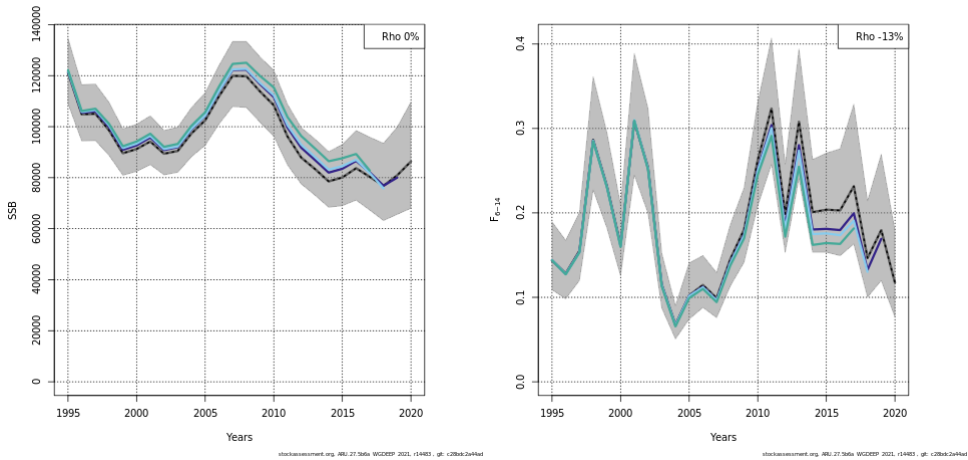 Rho 0%
SSB
140000
120000
100000
80000
60000
40000
20000
0
1995 2000 2005 2010 2015 2020
Years
stockassessment.org, ARU.27.5b6a_WGDEEP_2021, r14483 , git: c28bdc2a44ad
Rho -13%
F6−14
0.4
0.3
0.2
0.1
0.0
1995 2000 2005 2010 2015 2020
Years
stockassessment.org, ARU.27.5b6a_WGDEEP_2021, r14483 , git: c28bdc2a44ad